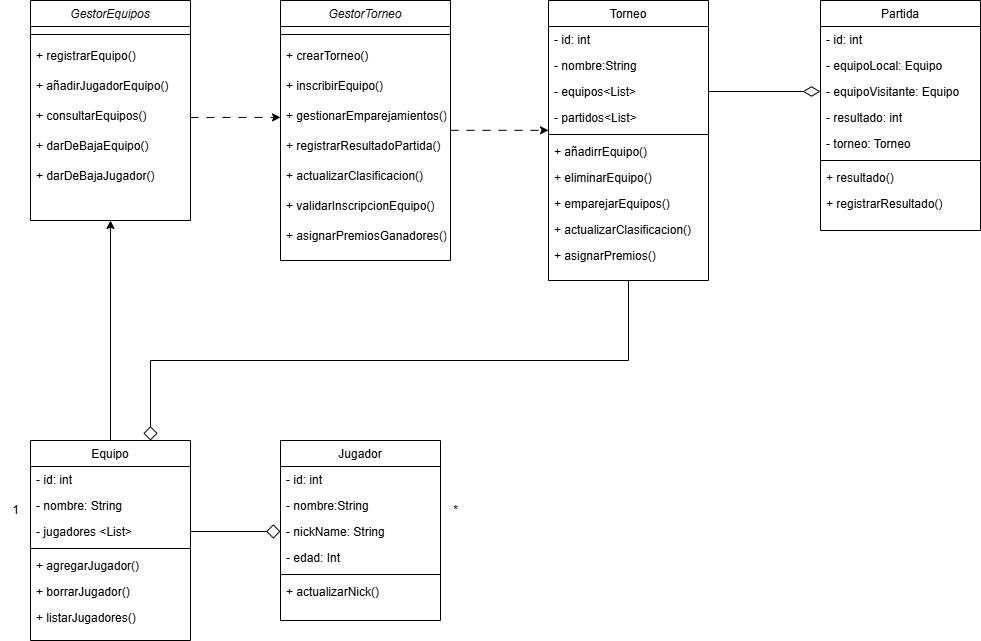 GestorEquipos
+ registrarEquipo()
+ añadirJugadorEquipo()
+ consultarEquipos()
+ darDeBajaEquipo()
+ darDeBajaJugador()
GestorTorneo
+ crearTorneo()
+ inscribirEquipo()
+ gestionarEmparejamientos()
+ registrarResultadoPartida()
+ actualizarClasificacion()
+ validarInscripcionEquipo()
+ asignarPremiosGanadores()
Torneo
- id: int
- nombre:String
- equipos<List>
- partidos<List>
+ añadirrEquipo()
+ eliminarEquipo()
+ emparejarEquipos()
+ actualizarClasificacion()
+ asignarPremios()
Partida
- id: int
- equipoLocal: Equipo
- equipoVisitante: Equipo
- resultado: int
- torneo: Torneo
+ resultado()
+ registrarResultado()
1
Equipo
- id: int
- nombre: String
- jugadores <List>
+ agregarJugador()
+ borrarJugador()
+ listarJugadores()
Jugador
- id: int
- nombre:String
- nickName: String
- edad: Int
+ actualizarNick()
*